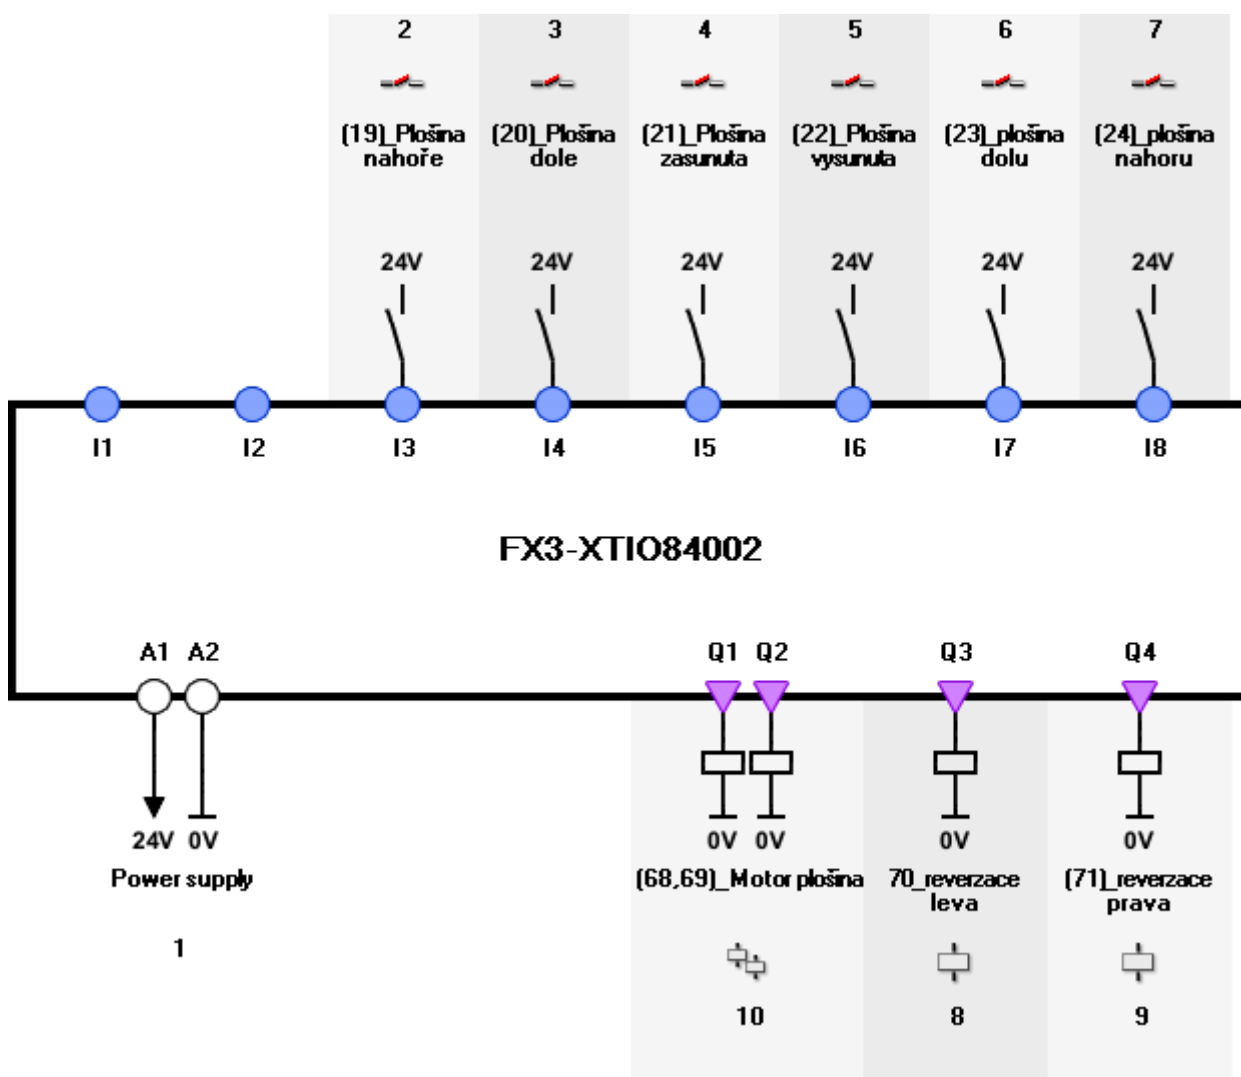 2 3 4 5 6 7
(19)_Plošina (20)_Plošina (21)_Plošina (22)_Plošina (23)_plošina (24)_plošina
nahoře dole zasunuta vysunuta dolu nahoru
24V 24V 24V 24V 24V 24V
I1 I2 I3 I4 I5 I6 I7 I8
FX3-XTIO84002
A1 A2 Q1 Q2 Q3 Q4
24V 0V 0V 0V 0V 0V
Power supply (68,69)_Motor plošina 70_reverzace (71)_reverzace
leva prava
1
10 8 9